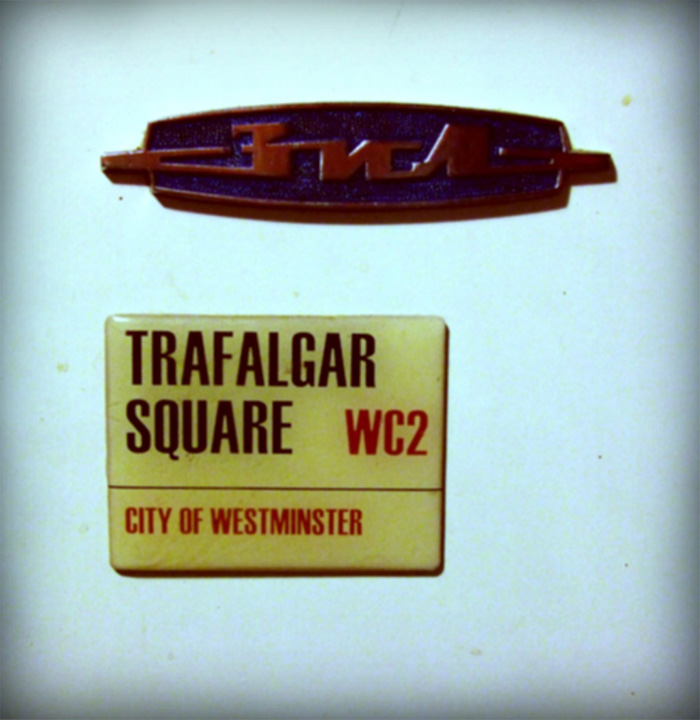 ЗИЛ
TRAFALGAR
SQUARE WC2
CITY OF WESTMINSTER